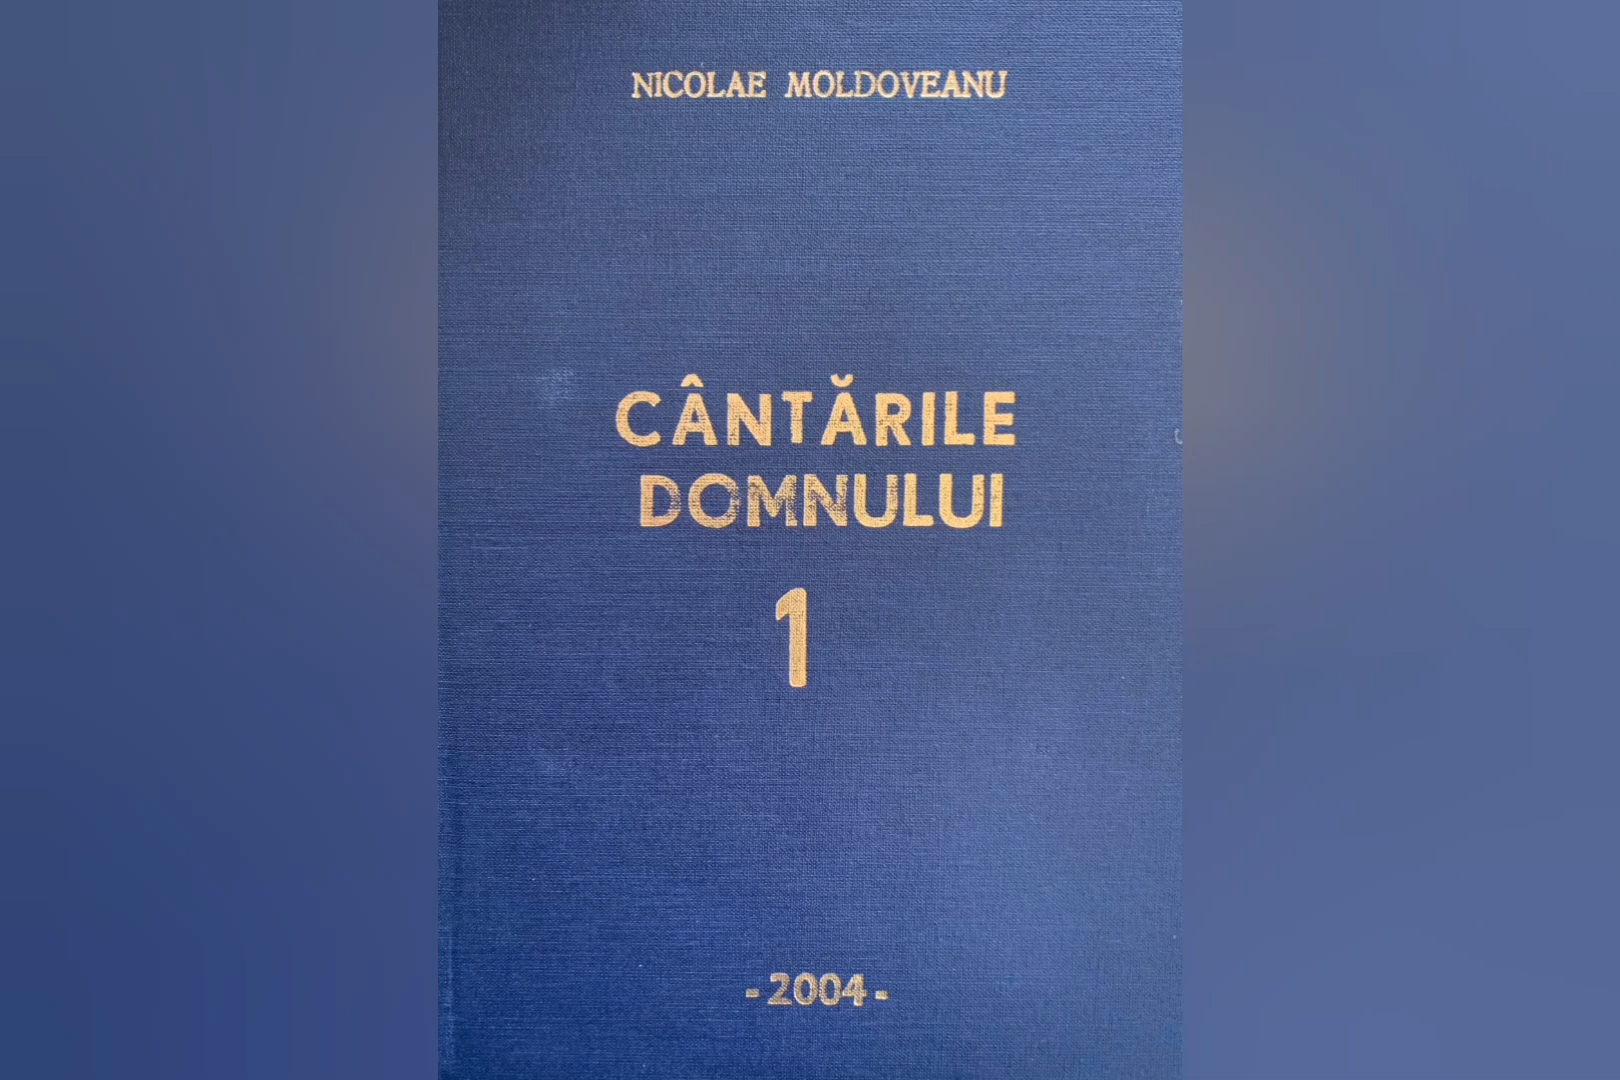 NICOLAE MOLDOVEANU
CÂNTĂRILE
DOMNULUI
1
- 2004 -